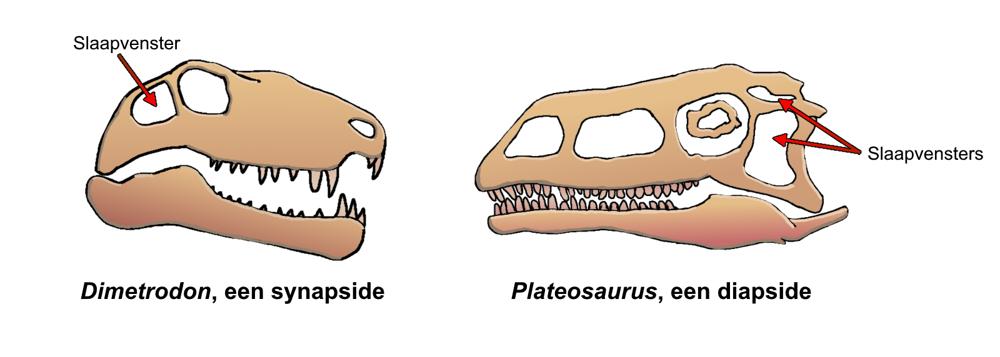 Slaapvenster
Slaapvensters
Dimetrodon, een synapside
Plateosaurus, een diapside